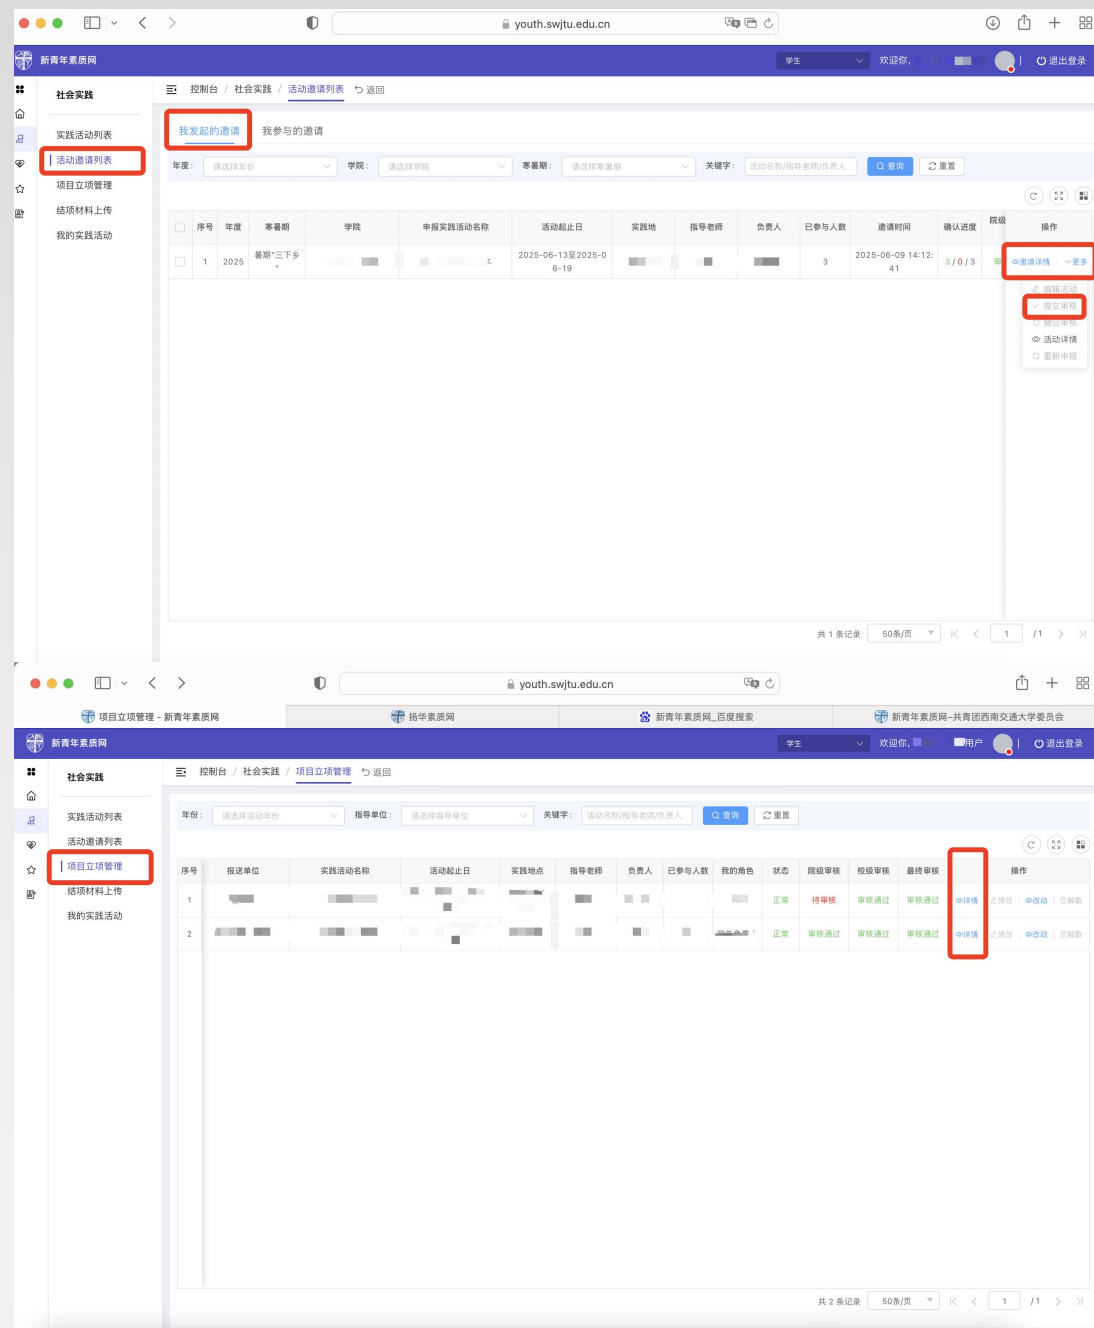 youth.swjtu.edu.cn
新青年素质网
学生
欢迎你,
退出登录
社会实践
控制台 / 社会实践 / 活动邀请列表 返回
实践活动列表
活动邀请列表
项目立项管理
结项材料上传
我的实践活动
我发起的邀请 我参与的邀请
年度: 请选择年份 学院: 请选择学院 寒暑期: 请选择寒暑期 关键字: 活动名称/指导老师/负责人 查询 重置
序号 年度 寒暑期 学院 申报实践活动名称 活动起止日 实践地 指导老师 负责人 已参与人数 邀请时间 确认进度 院级 操作
1 2025 暑期"三下乡" 2025-06-13至2025-06-19 3 2025-06-09 14:12:41 3 / 0 / 3 审 邀请详情 更多
编辑活动
提交审核
撤回审核
活动详情
重新申报
共 1 条记录 50条/页 1 /1
youth.swjtu.edu.cn
项目立项管理 - 新青年素质网 扬华素质网 新青年素质网_百度搜索 新青年素质网–共青团西南交通大学委员会
新青年素质网
学生
欢迎你,
用户
退出登录
社会实践
控制台 / 社会实践 / 项目立项管理 返回
实践活动列表
活动邀请列表
项目立项管理
结项材料上传
我的实践活动
年份: 请选择活动年份 指导单位: 请选择指导单位 关键字: 活动名称/指导老师/负责人 查询 重置
序号 报送单位 实践活动名称 活动起止日 实践地点 指导老师 负责人 已参与人数 我的角色 状态 院级审核 校级审核 最终审核 操作
1 正常 待审核 审核通过 审核通过 详情 修改 改动 解散
2 正常 审核通过 审核通过 审核通过 详情 修改 改动 解散
共 2 条记录 50条/页 1 /1